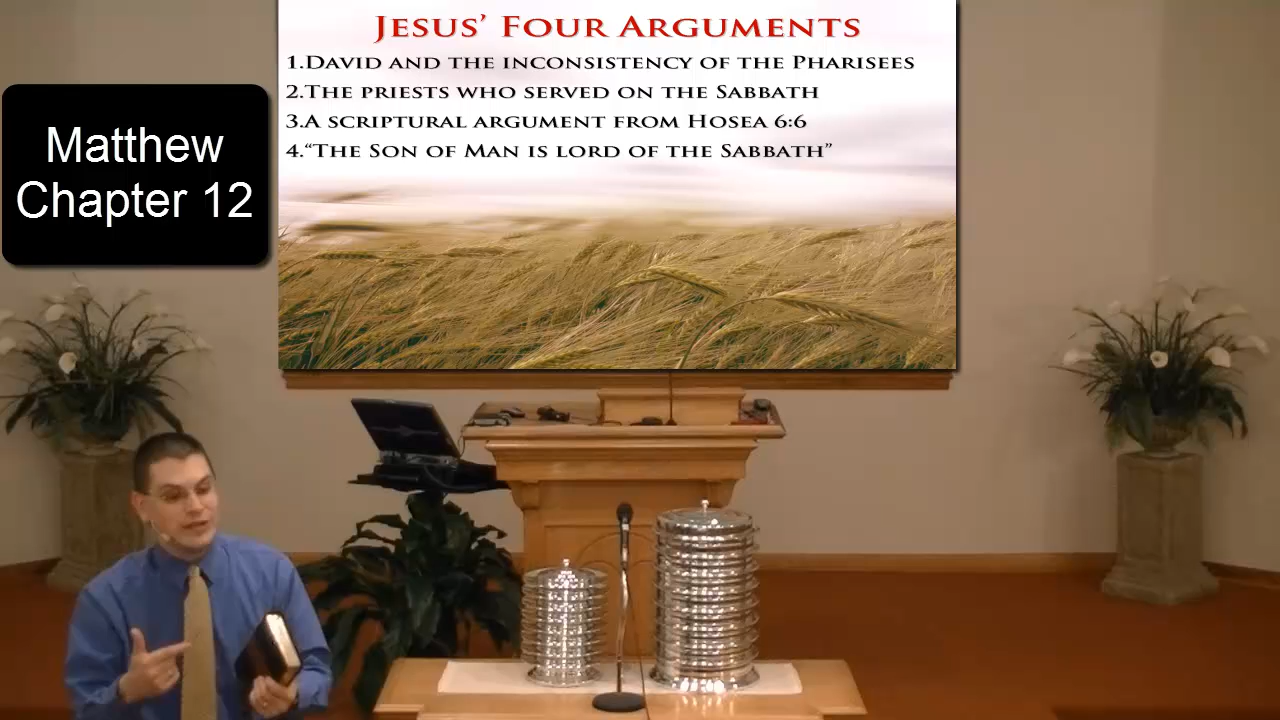 Jesus' Four Arguments
1.David and the inconsistency of the Pharisees
2.The priests who served on the Sabbath
3.A scriptural argument from Hosea 6:6
4.“The Son of Man is lord of the Sabbath”
Matthew
Chapter 12